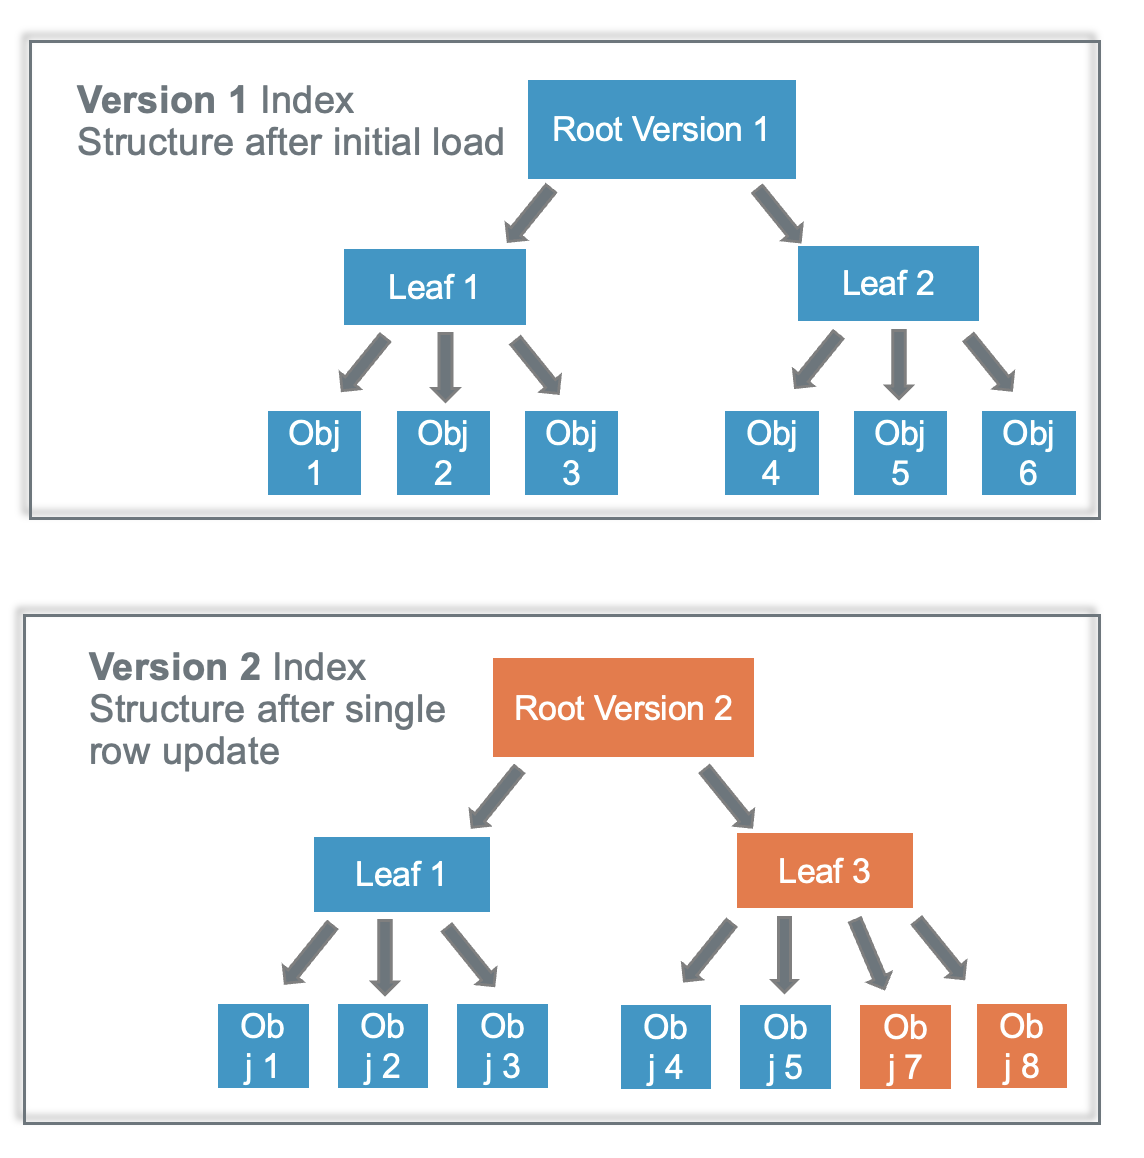 Version 1 Index
Structure after initial load
Root Version 1
Leaf 1
Leaf 2
Obj
1
Obj
2
Obj
3
Obj
4
Obj
5
Obj
6
Version 2 Index
Structure after single
row update
Root Version 2
Leaf 1
Leaf 3
Ob
j 1
Ob
j 2
Ob
j 3
Ob
j 4
Ob
j 5
Ob
j 7
Ob
j 8